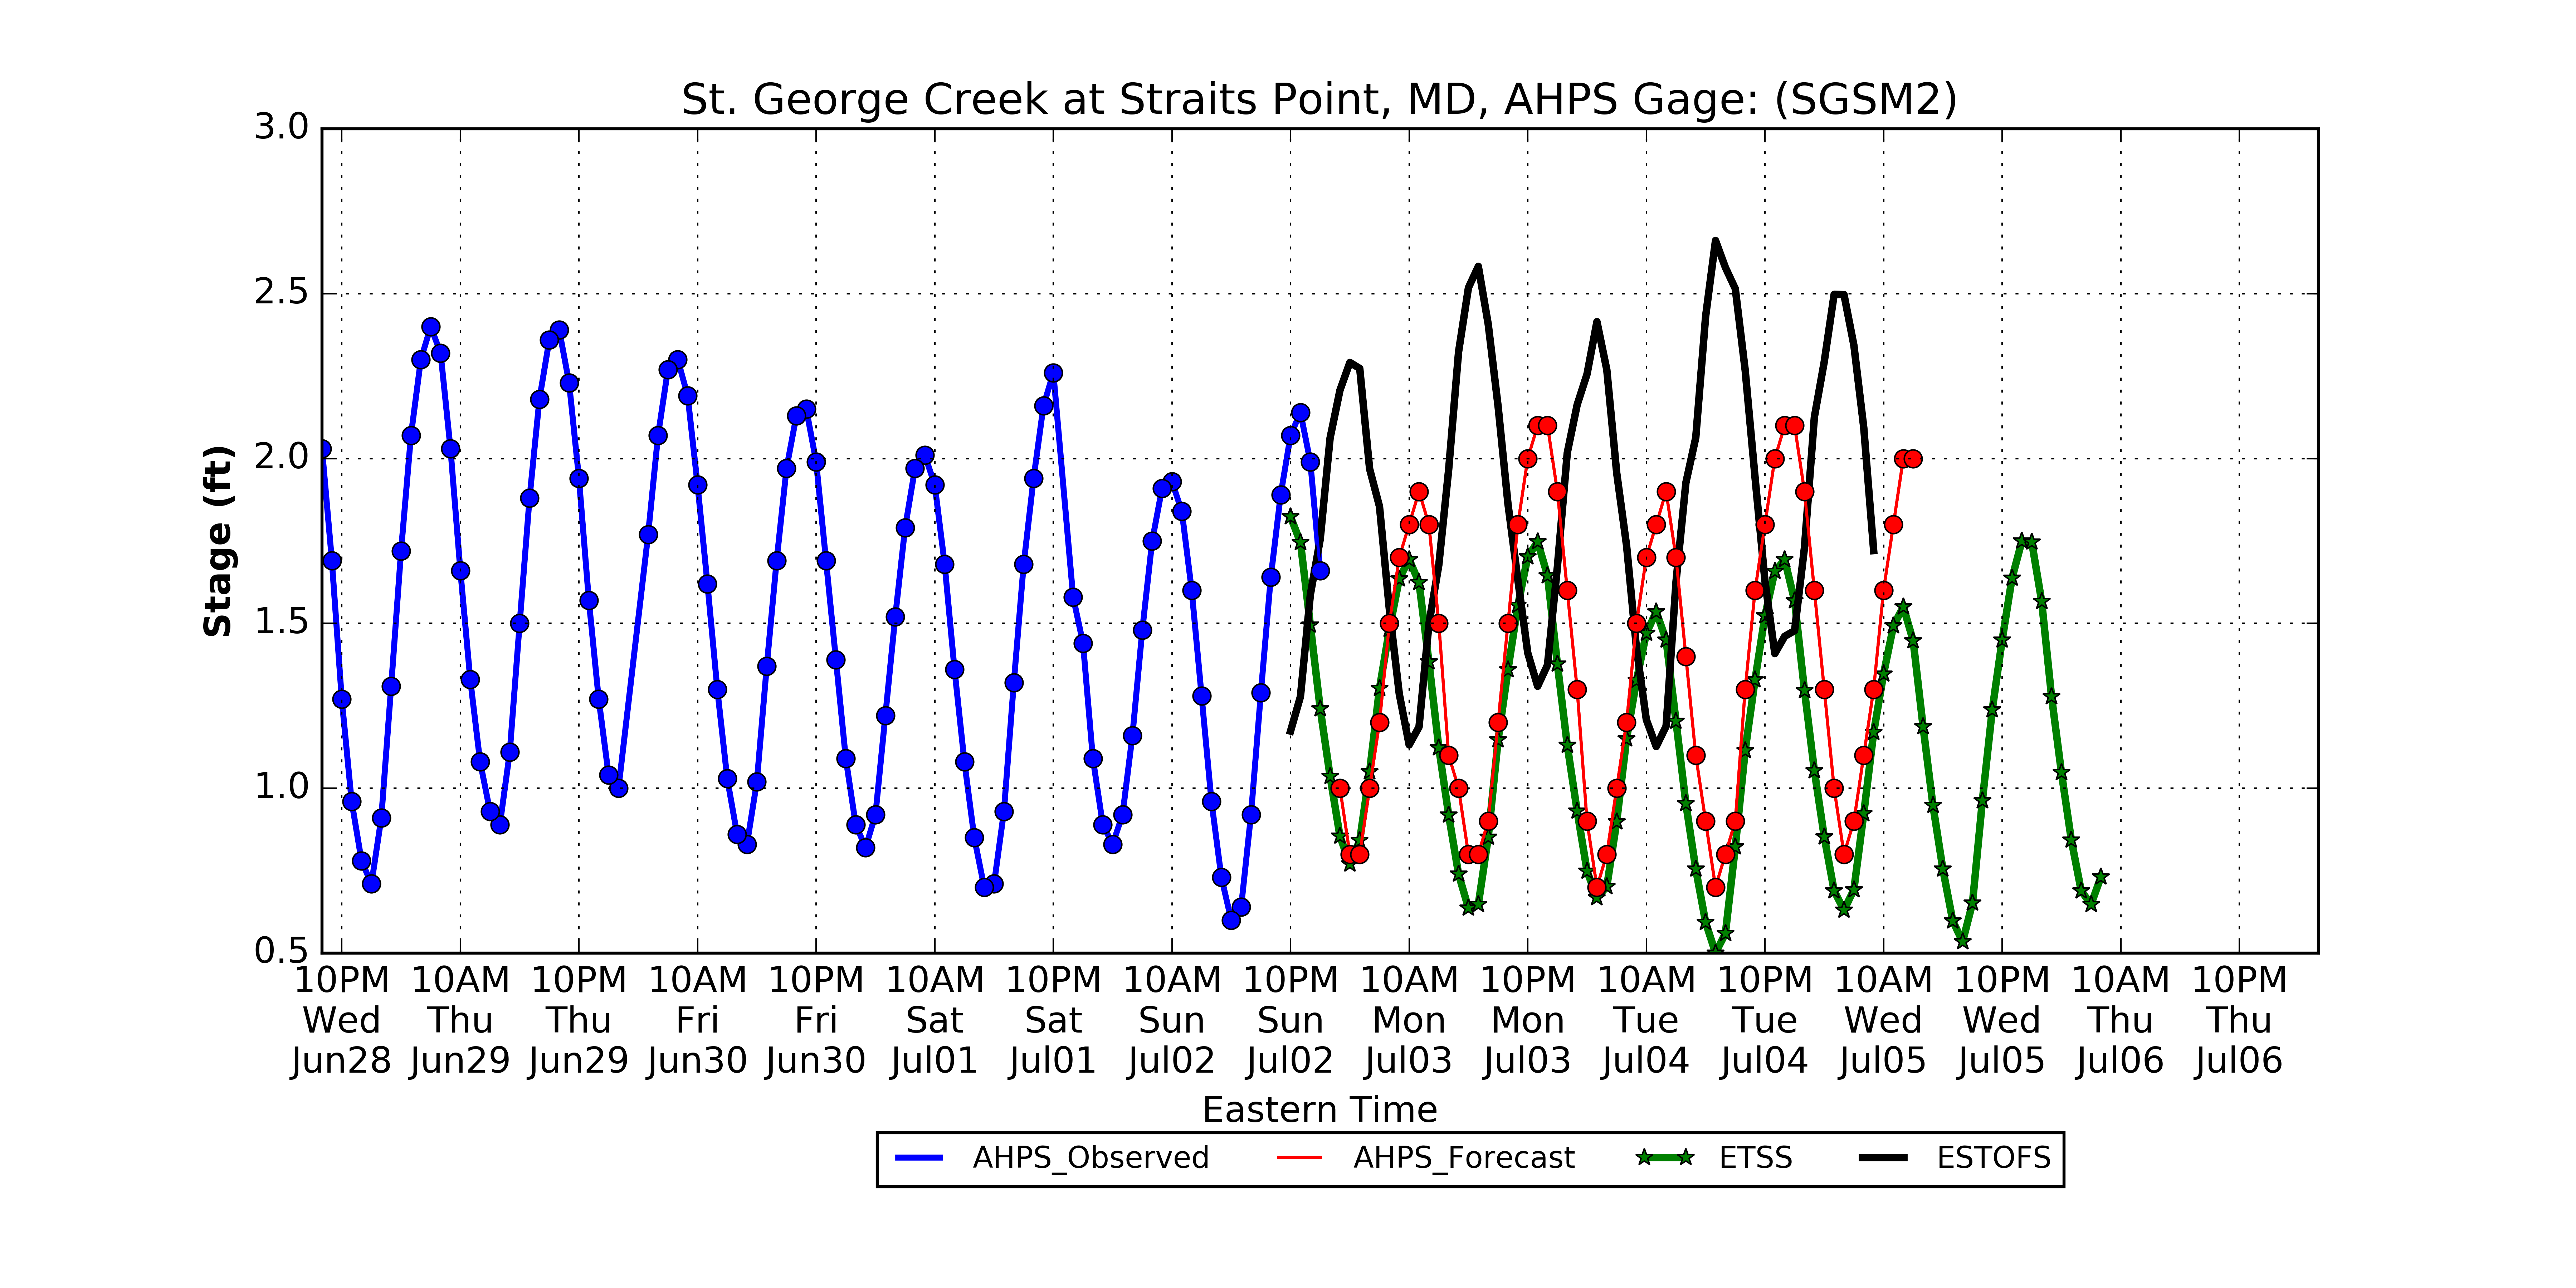 St. George Creek at Straits Point, MD, AHPS Gage: (SGSM2)
3.0
2.5
2.0
1.5
1.0
0.5
Stage (ft)
10PM 10AM 10PM 10AM 10PM 10AM 10PM 10AM 10PM 10AM 10PM 10AM 10PM 10AM 10PM 10AM 10PM
Wed Thu Thu Fri Fri Sat Sat Sun Sun Mon Mon Tue Tue Wed Wed Thu Thu
Jun28 Jun29 Jun29 Jun30 Jun30 Jul01 Jul01 Jul02 Jul02 Jul03 Jul03 Jul04 Jul04 Jul05 Jul05 Jul06 Jul06
Eastern Time
AHPS_Observed AHPS_Forecast ETSS ESTOFS